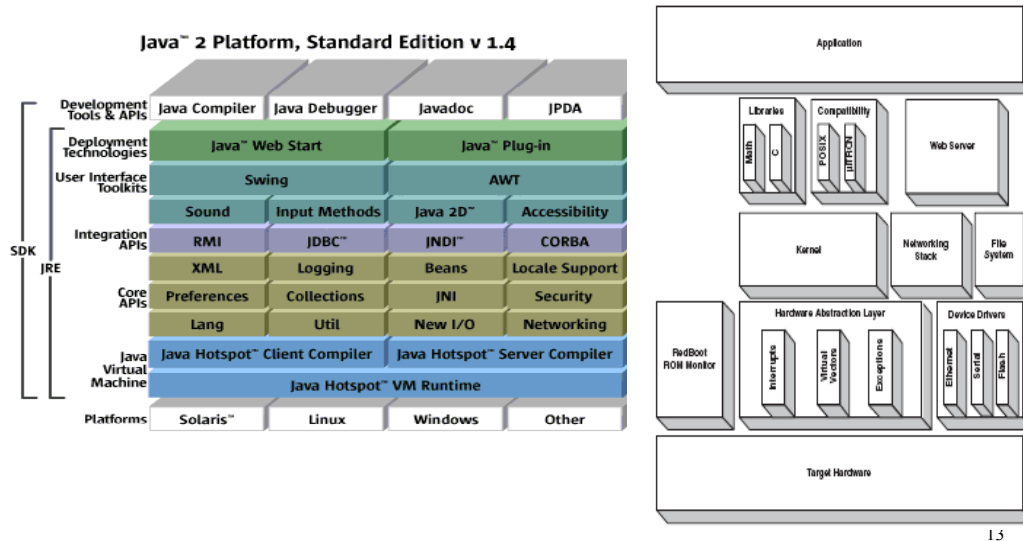 Java™ 2 Platform, Standard Edition v 1.4
SDK
JRE
Development
Tools & APIs
Java Compiler
Java Debugger
Javadoc
JPDA
Deployment
Technologies
Java™ Web Start
Java™ Plug-in
User Interface
Toolkits
Swing
AWT
Sound
Input Methods
Java 2D™
Accessibility
Integration
APIs
RMI
JDBC™
JNDI™
CORBA
XML
Logging
Beans
Locale Support
Core
APIs
Preferences
Collections
JNI
Security
Lang
Util
New I/O
Networking
Java
Virtual
Machine
Java Hotspot™ Client Compiler
Java Hotspot™ Server Compiler
Java Hotspot™ VM Runtime
Platforms
Solaris™
Linux
Windows
Other
Application
Libraries
Math
C
Compatibility
POSIX
µITRON
Web Server
Kernel
Networking
Stack
File
System
RedBoot
ROM Monitor
Hardware Abstraction Layer
Interrupts
Virtual
Vectors
Exceptions
Device Drivers
Ethernet
Serial
Flash
Target Hardware
13